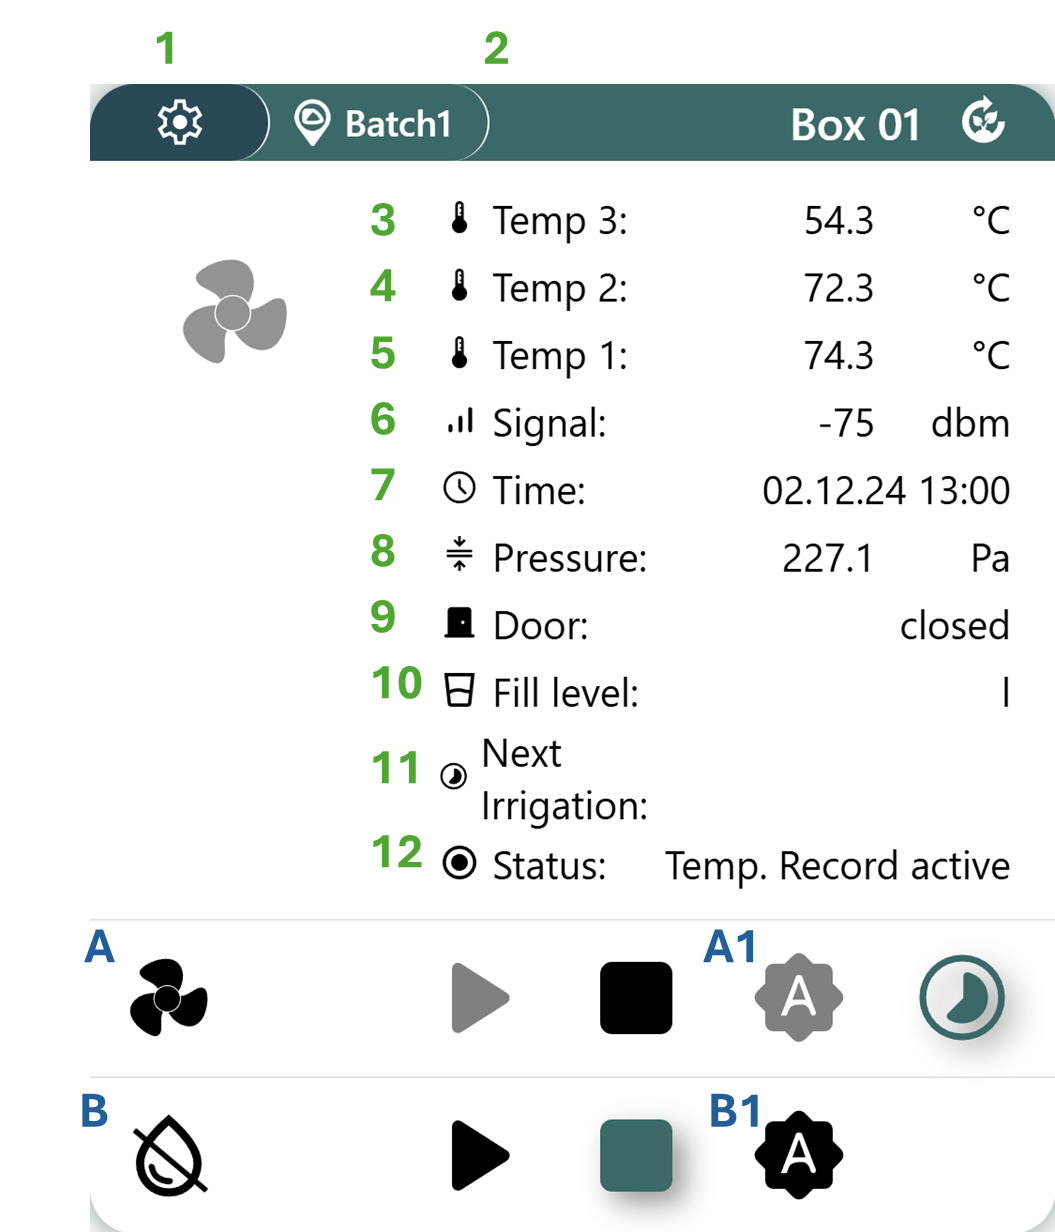 1 2
Batch1 Box 01
3 Temp 3: 54.3 °C
4 Temp 2: 72.3 °C
5 Temp 1: 74.3 °C
6 Signal: -75 dbm
7 Time: 02.12.24 13:00
8 Pressure: 227.1 Pa
9 Door: closed
10 Fill level: l
11 Next
Irrigation:
12 Status: Temp. Record active
A A1 A
B B1 A